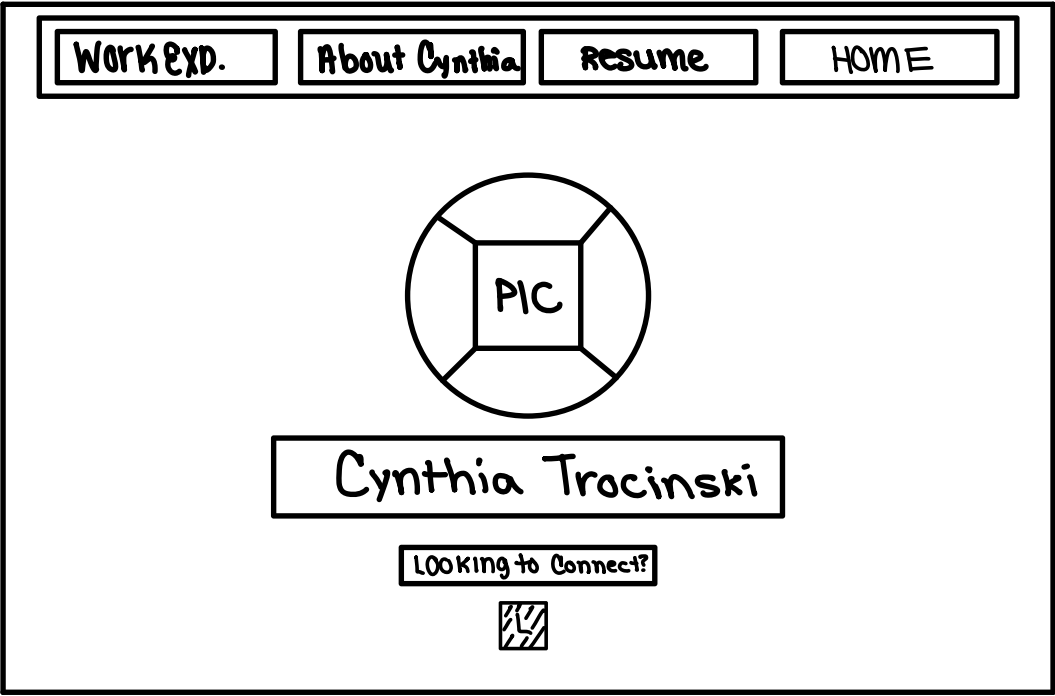 Work Exp.
About Cynthia
Resume
HOME
PIC
Cynthia Trocinski
Looking to Connect?
L